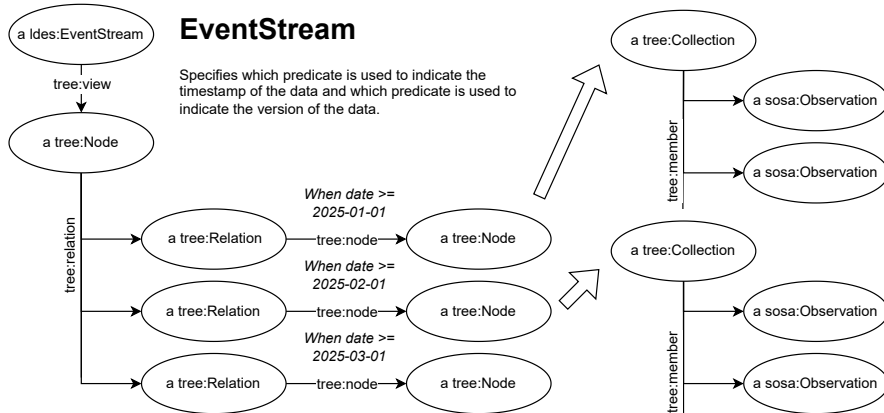 a ldes:EventStream
EventStream
Specifies which predicate is used to indicate the
timestamp of the data and which predicate is used to
indicate the version of the data.
tree:view
a tree:Node
tree:relation
When date >=
2025-01-01
a tree:Relation
tree:node
a tree:Node
When date >=
2025-02-01
a tree:Relation
tree:node
a tree:Node
When date >=
2025-03-01
a tree:Relation
tree:node
a tree:Node
a tree:Collection
tree:member
a sosa:Observation
a sosa:Observation
a tree:Collection
tree:member
a sosa:Observation
a sosa:Observation